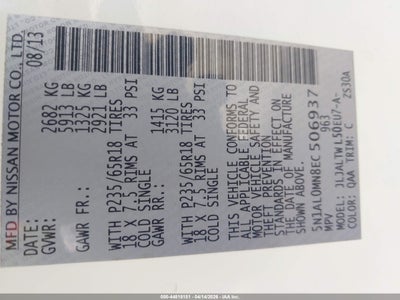 MFD BY NISSAN MOTOR CO., LTD.
DATE: 08/13
GVWR: 2682 KG
5913 LB
GAWR FR.: 1325 KG
2921 LB
WITH P235/65R18 TIRES
18 X 7.5 RIMS AT 33 PSI
COLD SINGLE
GAWR RR.: 1415 KG
3120 LB
WITH P235/65R18 TIRES
18 X 7.5 RIMS AT 33 PSI
COLD SINGLE
THIS VEHICLE CONFORMS TO
ALL APPLICABLE FEDERAL
MOTOR VEHICLE SAFETY AND
THEFT PREVENTION
STANDARDS IN EFFECT ON
THE DATE OF MANUFACTURE
SHOWN ABOVE.
5N1AL0MN8EC506937
MPV 963
MODEL:
COLOR: QAA TRIM: C ZS30A
000-44810151 - 04/14/2026 - IAA, Inc.